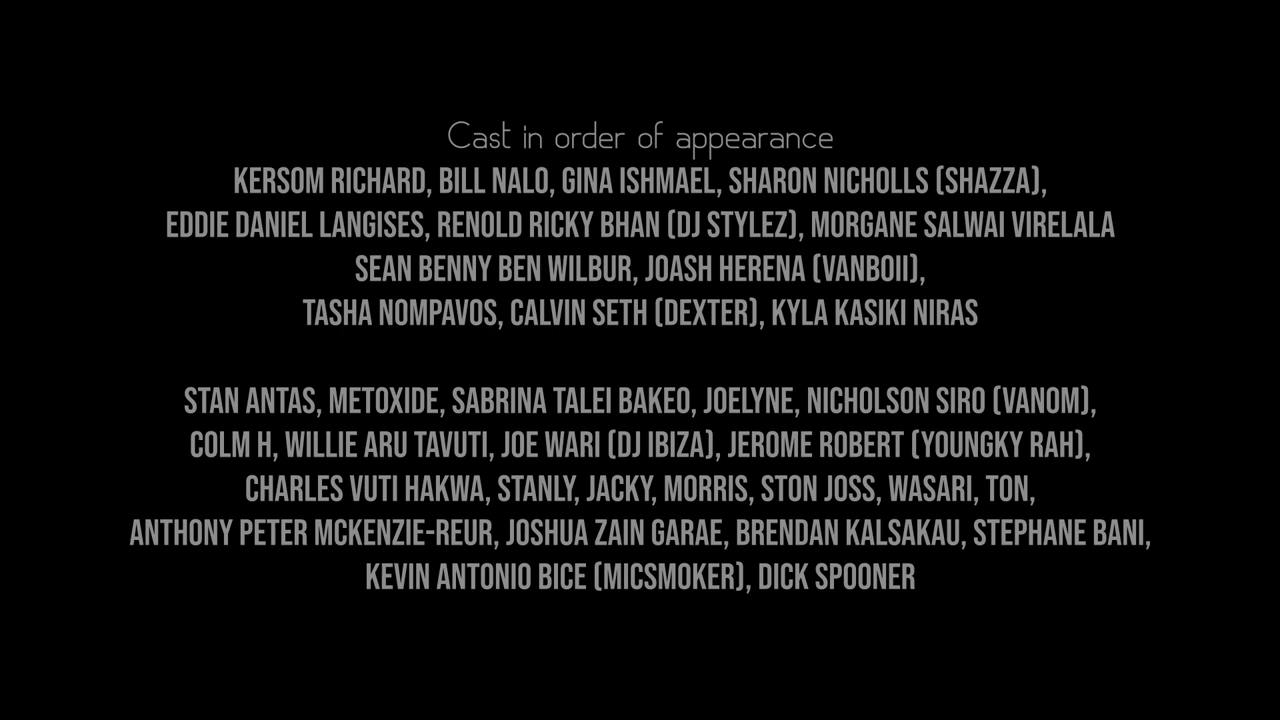 Cast in order of appearance
KERSOM RICHARD, BILL NALO, GINA ISHMAEL, SHARON NICHOLLS (SHAZZA),
EDDIE DANIEL LANGISES, RENOLD RICKY BHAN (DJ STYLEZ), MORGANE SALWAI VIRELALA
SEAN BENNY BEN WILBUR, JOASH HERENA (VANBOII),
TASHA NOMPAVOS, CALVIN SETH (DEXTER), KYLA KASIKI NIRAS
STAN ANTAS, METOXIDE, SABRINA TALEI BAKEO, JOELYNE, NICHOLSON SIRO (VANOM),
COLM H, WILLIE ARU TAVUTI, JOE WARI (DJ IBIZA), JEROME ROBERT (YOUNGKY RAH),
CHARLES VUTI HAKWA, STANLY, JACKY, MORRIS, STON JOSS, WASARI, TON,
ANTHONY PETER MCKENZIE-REUR, JOSHUA ZAIN GARAE, BRENDAN KALSAKAU, STEPHANE BANI,
KEVIN ANTONIO BICE (MICSMOKER), DICK SPOONER